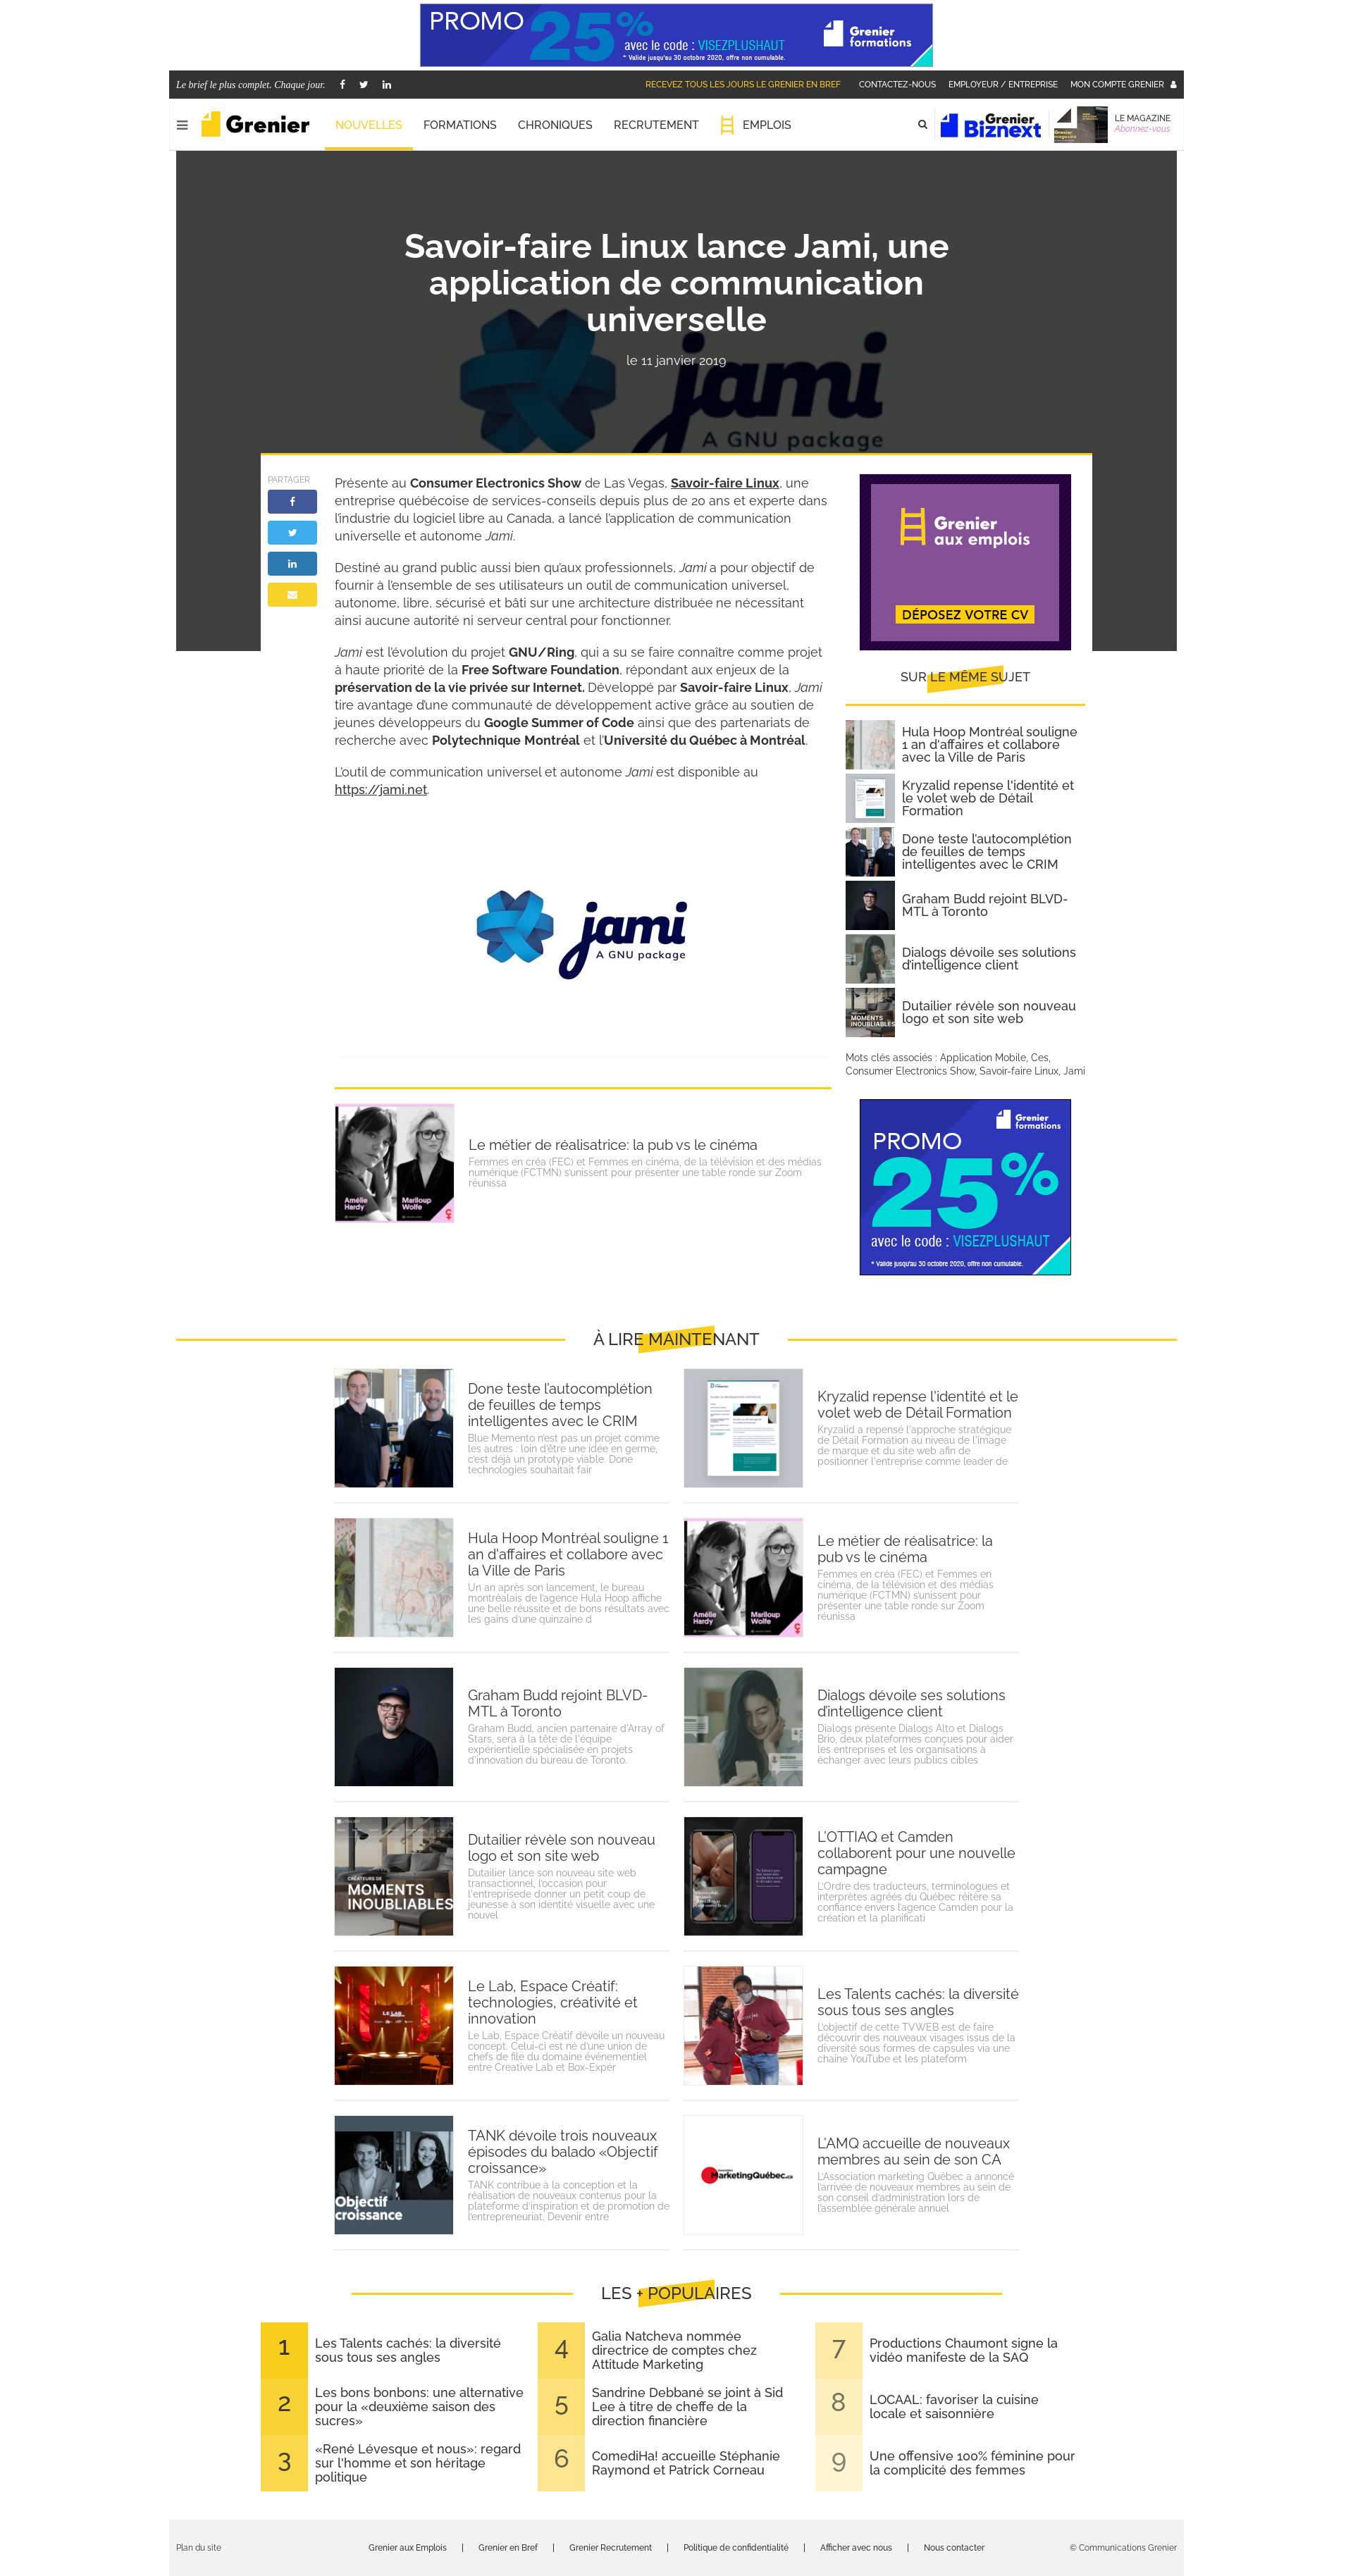 PROMO 25%
avec le code : VISEZPLUSHAUT
* Valide jusqu'au 30 octobre 2020, offre non cumulable.
Grenier
formations
Le brief le plus complet. Chaque jour.
RECEVEZ TOUS LES JOURS LE GRENIER EN BREF
CONTACTEZ-NOUS
EMPLOYEUR / ENTREPRISE
MON COMPTE GRENIER
Grenier
NOUVELLES
FORMATIONS
CHRONIQUES
RECRUTEMENT
EMPLOIS
Grenier
Biznext
LE MAGAZINE
Abonnez-vous
Savoir-faire Linux lance Jami, une
application de communication
universelle
le 11 janvier 2019
jami
A GNU package
PARTAGER
Présente au Consumer Electronics Show de Las Vegas, Savoir-faire Linux, une
entreprise québécoise de services-conseils depuis plus de 20 ans et experte dans
l’industrie du logiciel libre au Canada, a lancé l’application de communication
universelle et autonome Jami.
Destiné au grand public aussi bien qu’aux professionnels, Jami a pour objectif de
fournir à l’ensemble de ses utilisateurs un outil de communication universel,
autonome, libre, sécurisé et bâti sur une architecture distribuée ne nécessitant
ainsi aucune autorité ni serveur central pour fonctionner.
Jami est l’évolution du projet GNU/Ring, qui a su se faire connaître comme projet
à haute priorité de la Free Software Foundation, répondant aux enjeux de la
préservation de la vie privée sur Internet. Développé par Savoir-faire Linux, Jami
tire avantage d’une communauté de développement active grâce au soutien de
jeunes développeurs du Google Summer of Code ainsi que des partenariats de
recherche avec Polytechnique Montréal et l’Université du Québec à Montréal.
L’outil de communication universel et autonome Jami est disponible au
https://jami.net.
jami
A GNU package
Grenier
aux emplois
DÉPOSEZ VOTRE CV
SUR LE MÊME SUJET
Hula Hoop Montréal souligne
1 an d'affaires et collabore
avec la Ville de Paris
Kryzalid repense l'identité et
le volet web de Détail
Formation
Done teste l’autocomplétion
de feuilles de temps
intelligentes avec le CRIM
Graham Budd rejoint BLVD-
MTL à Toronto
Dialogs dévoile ses solutions
d’intelligence client
MOMENTS
INOUBLIABLES
Dutailier révèle son nouveau
logo et son site web
Mots clés associés : Application Mobile, Ces,
Consumer Electronics Show, Savoir-faire Linux, Jami
Grenier
formations
PROMO
25%
avec le code : VISEZPLUSHAUT
* Valide jusqu'au 30 octobre 2020, offre non cumulable.
Amélie
Hardy
Mariloup
Wolfe
Le métier de réalisatrice: la pub vs le cinéma
Femmes en créa (FEC) et Femmes en cinéma, de la télévision et des médias
numérique (FCTMN) s’unissent pour présenter une table ronde sur Zoom
réunissa
À LIRE MAINTENANT
Done teste l’autocomplétion
de feuilles de temps
intelligentes avec le CRIM
Blue Memento n’est pas un projet comme
les autres : loin d’être une idée en germe,
c’est déjà un prototype viable. Done
technologies souhaitait fair
Kryzalid repense l'identité et le
volet web de Détail Formation
Kryzalid a repensé l'approche stratégique
de Détail Formation au niveau de l'image
de marque et du site web afin de
positionner l'entreprise comme leader de
Hula Hoop Montréal souligne 1
an d'affaires et collabore avec
la Ville de Paris
Un an après son lancement, le bureau
montréalais de l’agence Hula Hoop affiche
une belle réussite et de bons résultats avec
les gains d’une quinzaine d
Amélie
Hardy
Mariloup
Wolfe
Le métier de réalisatrice: la
pub vs le cinéma
Femmes en créa (FEC) et Femmes en
cinéma, de la télévision et des médias
numérique (FCTMN) s’unissent pour
présenter une table ronde sur Zoom
réunissa
Graham Budd rejoint BLVD-
MTL à Toronto
Graham Budd, ancien partenaire d'Array of
Stars, sera à la tête de l'équipe
expérientielle spécialisée en projets
d'innovation du bureau de Toronto.
Dialogs dévoile ses solutions
d’intelligence client
Dialogs présente Dialogs Alto et Dialogs
Brio, deux plateformes conçues pour aider
les entreprises et les organisations à
échanger avec leurs publics cibles
CRÉATEURS DE
MOMENTS
INOUBLIABLES
Dutailier révèle son nouveau
logo et son site web
Dutailier lance son nouveau site web
transactionnel, l’occasion pour
l'entreprisede donner un petit coup de
jeunesse à son identité visuelle avec une
nouvel
L'OTTIAQ et Camden
collaborent pour une nouvelle
campagne
L’Ordre des traducteurs, terminologues et
interprètes agréés du Québec réitère sa
confiance envers l’agence Camden pour la
création et la planificati
LE LAB
Le Lab, Espace Créatif:
technologies, créativité et
innovation
Le Lab, Espace Créatif dévoile un nouveau
concept. Celui-ci est né d’une union de
chefs de file du domaine événementiel
entre Creative Lab et Box-Expér
Les Talents cachés: la diversité
sous tous ses angles
L’objectif de cette TVWEB est de faire
découvrir des nouveaux visages issus de la
diversité sous formes de capsules via une
chaine YouTube et les plateform
Objectif
croissance
TANK dévoile trois nouveaux
épisodes du balado «Objectif
croissance»
TANK contribue à la conception et la
réalisation de nouveaux contenus pour la
plateforme d’inspiration et de promotion de
l’entrepreneuriat, Devenir entre
MarketingQuébec.ca
L’AMQ accueille de nouveaux
membres au sein de son CA
L’Association marketing Québec a annoncé
l’arrivée de nouveaux membres au sein de
son conseil d’administration lors de
l’assemblée générale annuel
LES + POPULAIRES
1
Les Talents cachés: la diversité
sous tous ses angles
2
Les bons bonbons: une alternative
pour la «deuxième saison des
sucres»
3
«René Lévesque et nous»: regard
sur l'homme et son héritage
politique
4
Galia Natcheva nommée
directrice de comptes chez
Attitude Marketing
5
Sandrine Debbané se joint à Sid
Lee à titre de cheffe de la
direction financière
6
ComediHa! accueille Stéphanie
Raymond et Patrick Corneau
7
Productions Chaumont signe la
vidéo manifeste de la SAQ
8
LOCAAL: favoriser la cuisine
locale et saisonnière
9
Une offensive 100% féminine pour
la complicité des femmes
Plan du site
Grenier aux Emplois | Grenier en Bref | Grenier Recrutement | Politique de confidentialité | Afficher avec nous | Nous contacter
© Communications Grenier